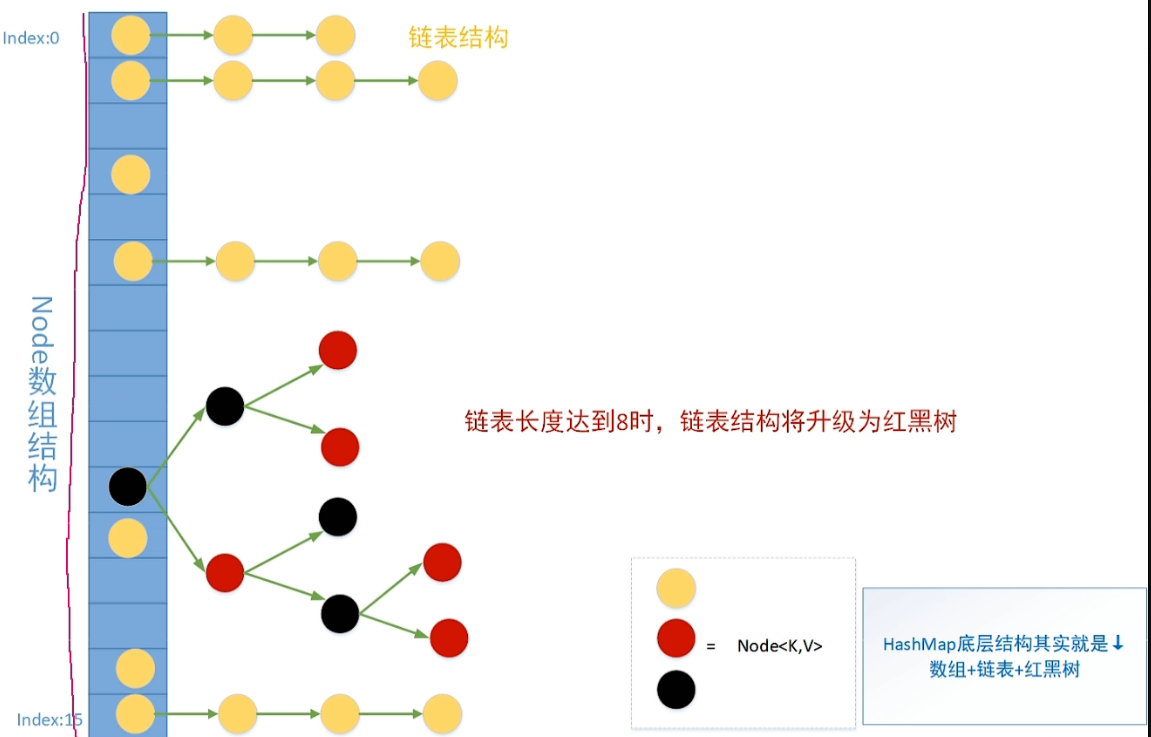 Index:0
链表结构
Node数组结构
链表长度达到8时，链表结构将升级为红黑树
= Node<K,V>
HashMap底层结构其实就是↓
数组+链表+红黑树
Index:15